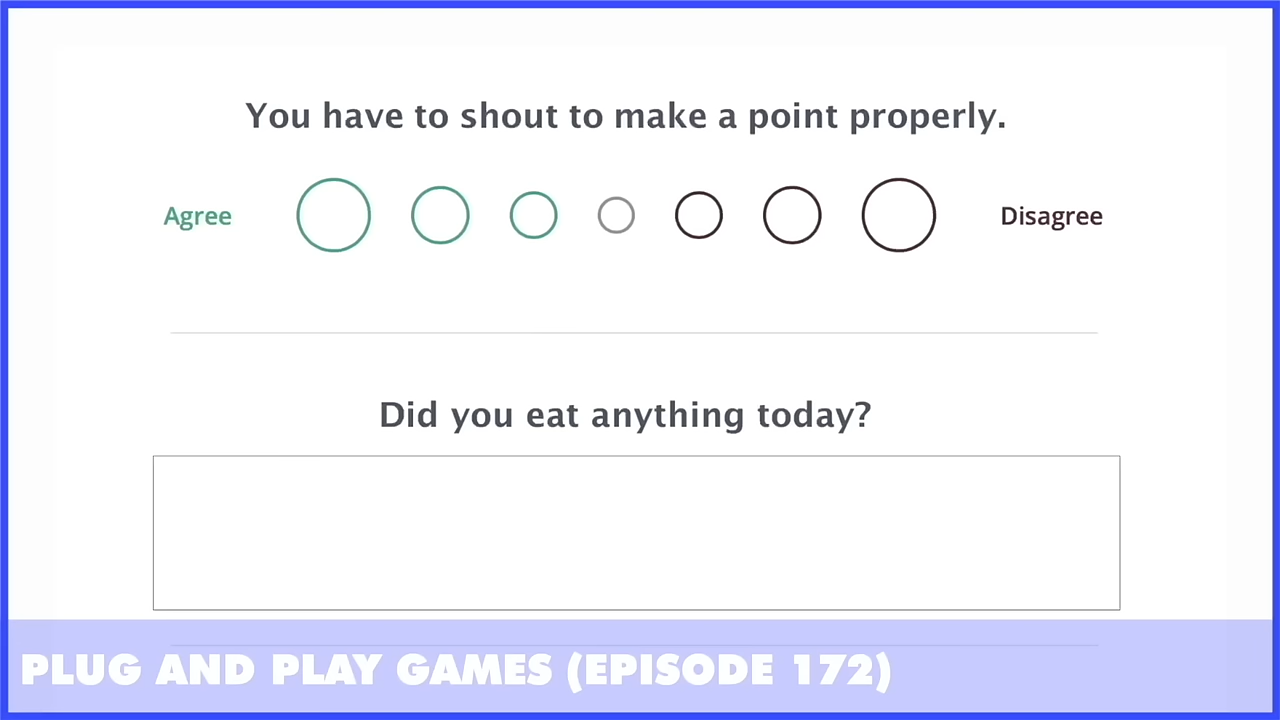 You have to shout to make a point properly.
Agree Disagree
Did you eat anything today?
PLUG AND PLAY GAMES (EPISODE 172)